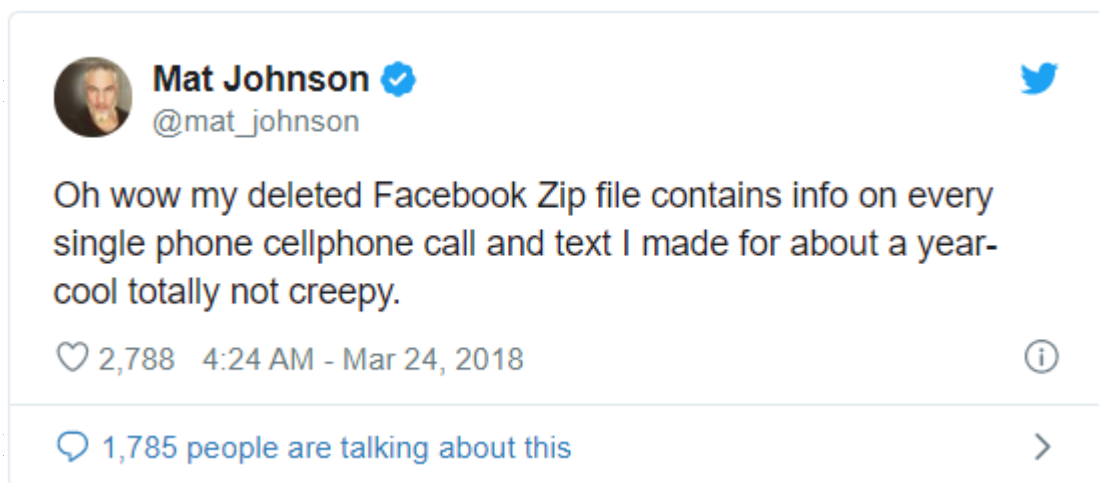 Mat Johnson
@mat_johnson
Oh wow my deleted Facebook Zip file contains info on every
single phone cellphone call and text I made for about a year-
cool totally not creepy.
2,788 4:24 AM - Mar 24, 2018
1,785 people are talking about this